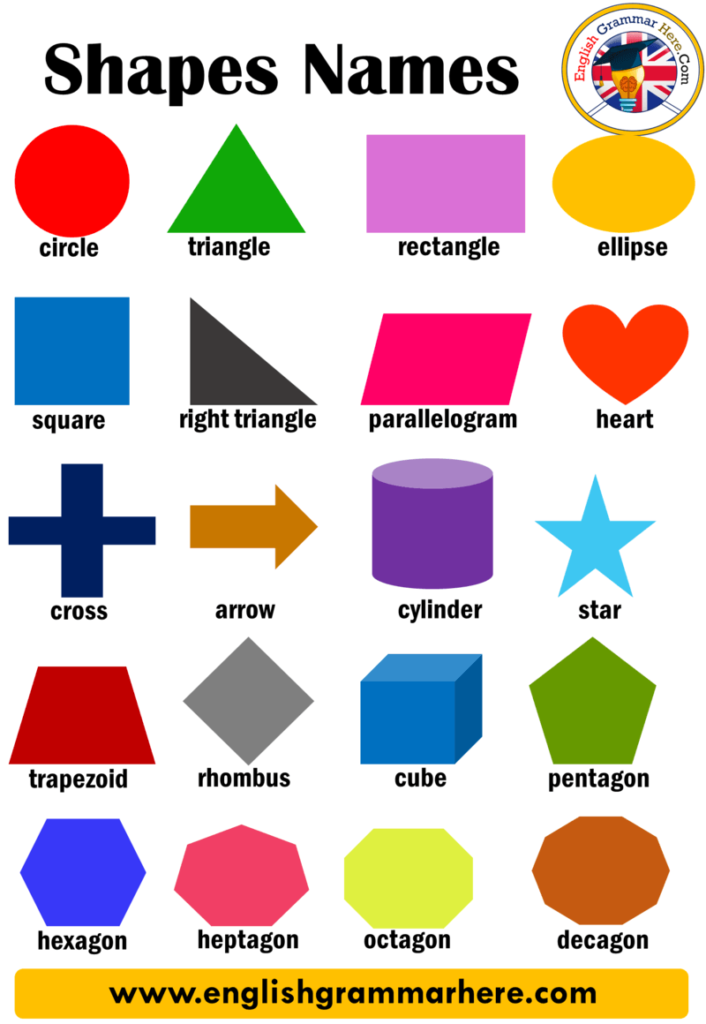 Shapes Names
English Grammar Here.Com
circle
triangle
rectangle
ellipse
square
right triangle
parallelogram
heart
cross
arrow
cylinder
star
trapezoid
rhombus
cube
pentagon
hexagon
heptagon
octagon
decagon
www.englishgrammarhere.com